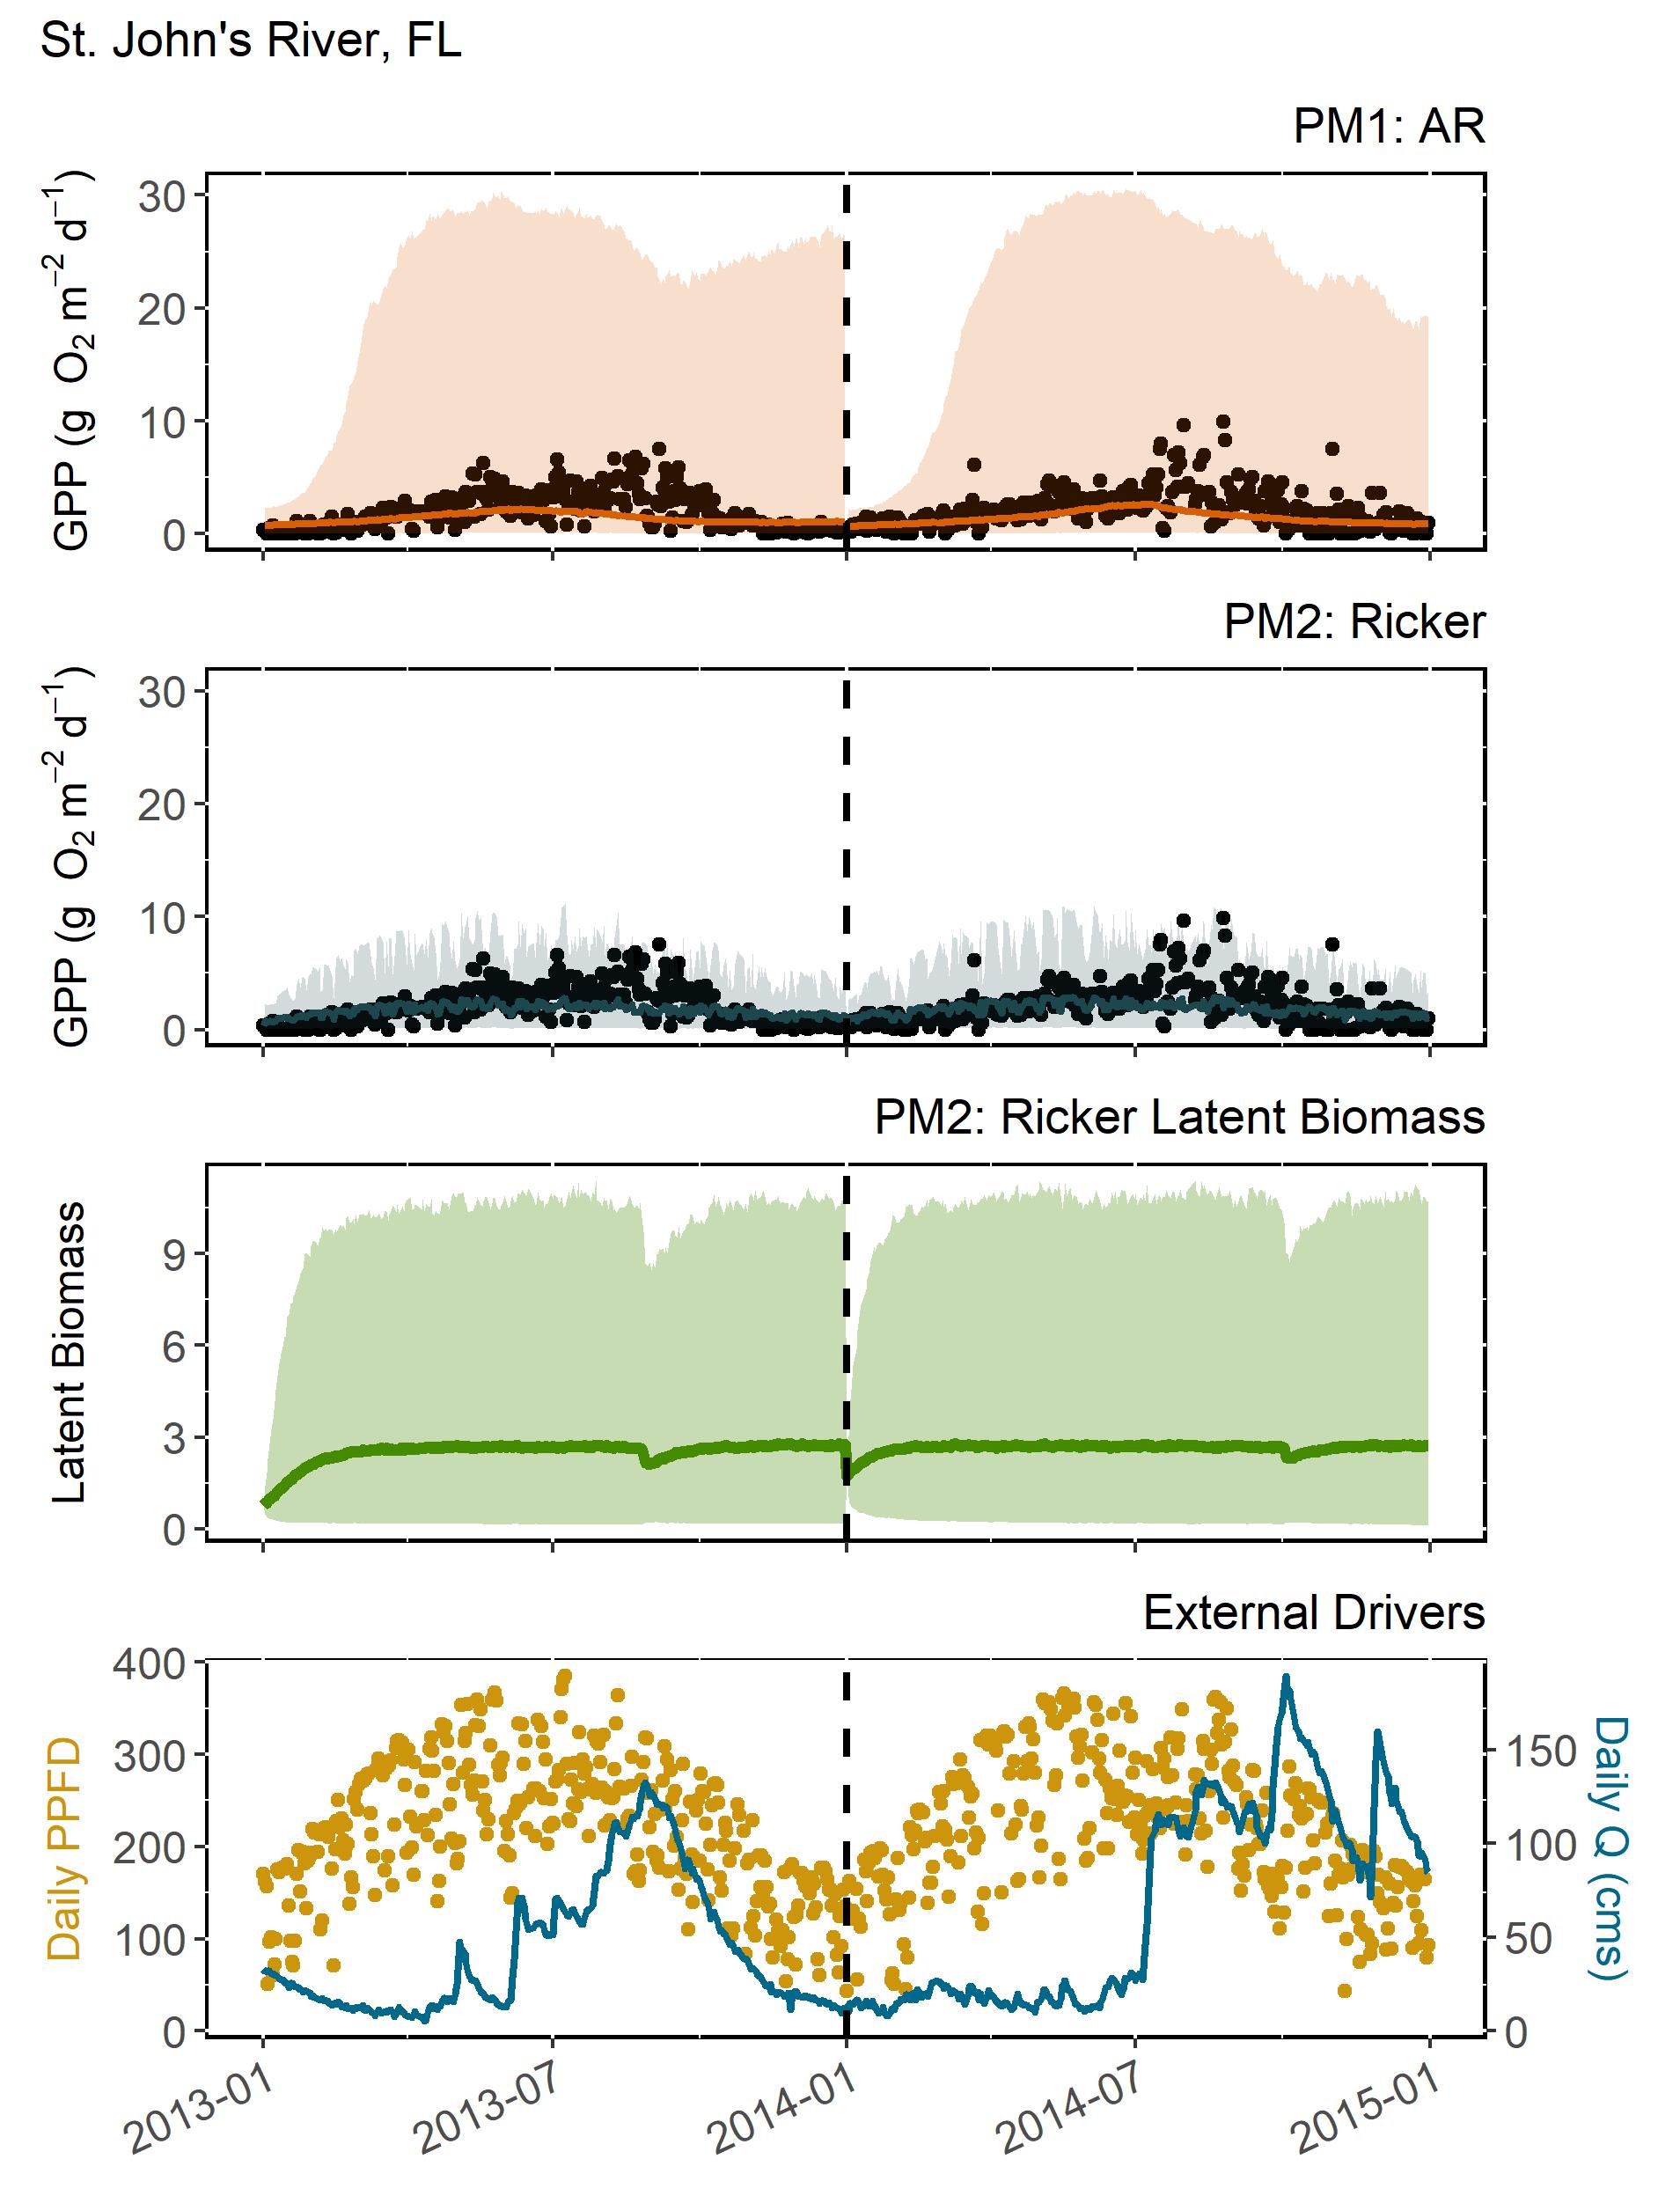 St. John's River, FL
PM1: AR
GPP (g O₂ m⁻² d⁻¹)
30
20
10
0
PM2: Ricker
GPP (g O₂ m⁻² d⁻¹)
30
20
10
0
PM2: Ricker Latent Biomass
Latent Biomass
9
6
3
0
External Drivers
Daily PPFD
400
300
200
100
0
Daily Q (cms)
150
100
50
0
2013-01
2013-07
2014-01
2014-07
2015-01